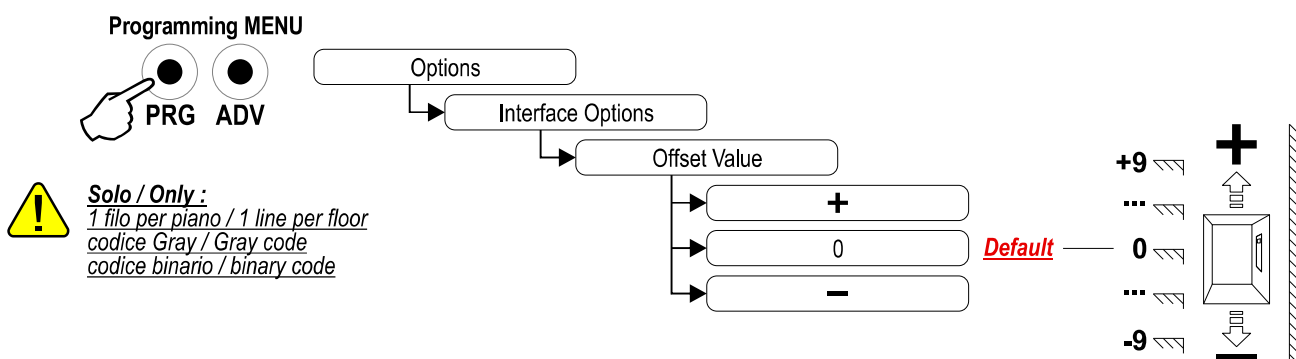 Programming MENU
PRG ADV
Options
Interface Options
Offset Value
+
0
−
Default
Solo / Only :
1 filo per piano / 1 line per floor
codice Gray / Gray code
codice binario / binary code
+
+9
...
0
...
-9